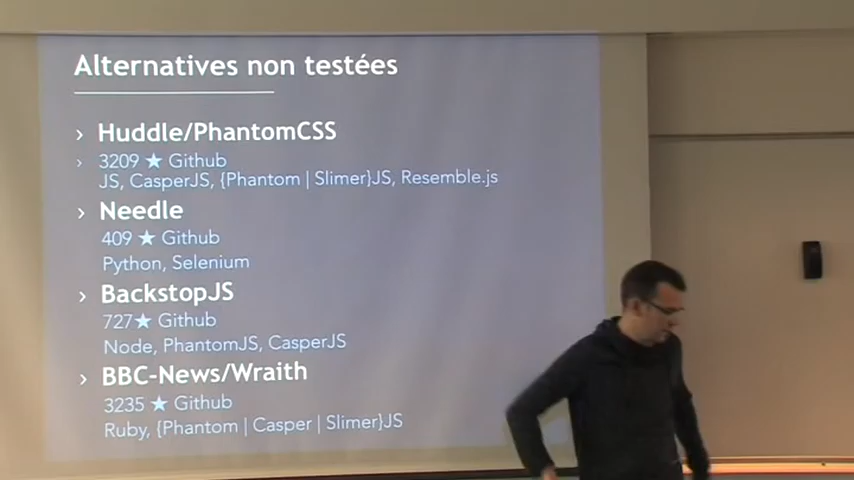 Alternatives non testées
› Huddle/PhantomCSS
› 3209 ★ Github
JS, CasperJS, {Phantom | Slimer}JS, Resemble.js
› Needle
409 ★ Github
Python, Selenium
› BackstopJS
727★ Github
Node, PhantomJS, CasperJS
› BBC-News/Wraith
3235 ★ Github
Ruby, {Phantom | Casper | Slimer}JS